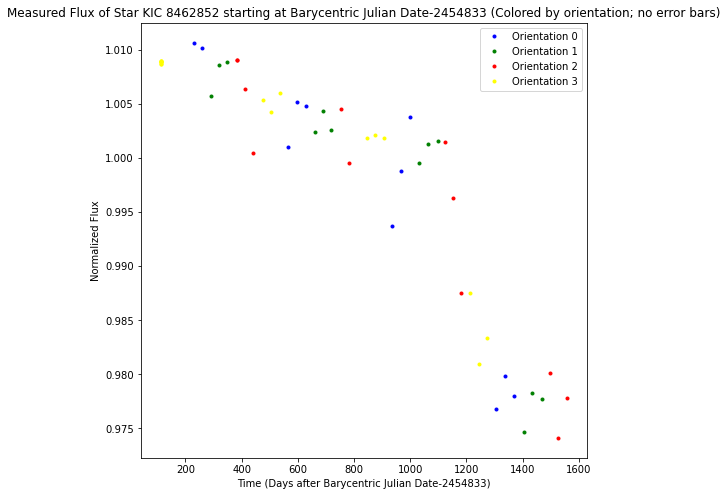 Measured Flux of Star KIC 8462852 starting at Barycentric Julian Date-2454833 (Colored by orientation; no error bars)
Orientation 0
Orientation 1
Orientation 2
Orientation 3
1.010
1.005
1.000
0.995
0.990
0.985
0.980
0.975
Normalized Flux
200 400 600 800 1000 1200 1400 1600
Time (Days after Barycentric Julian Date-2454833)